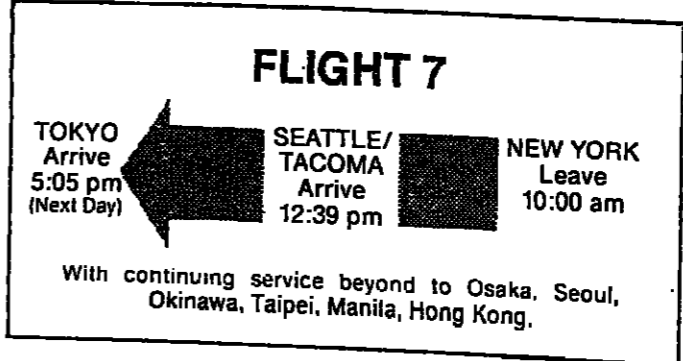 FLIGHT 7
TOKYO
Arrive
5:05 pm
(Next Day)
SEATTLE/
TACOMA
Arrive
12:39 pm
NEW YORK
Leave
10:00 am
With continuing service beyond to Osaka, Seoul,
Okinawa, Taipei, Manila, Hong Kong.